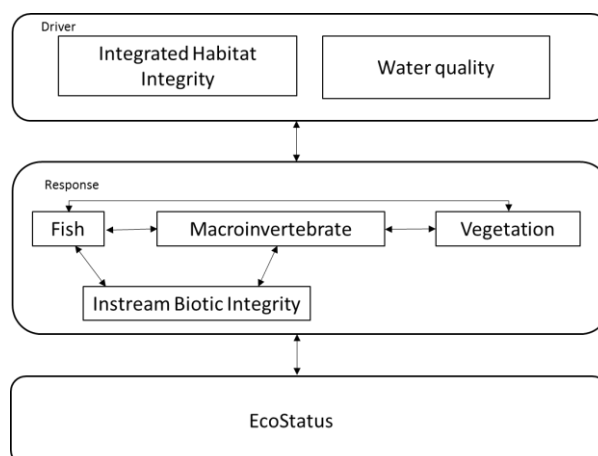 Driver
Integrated Habitat
Integrity
Water quality
Response
Fish
Macroinvertebrate
Vegetation
Instream Biotic Integrity
EcoStatus